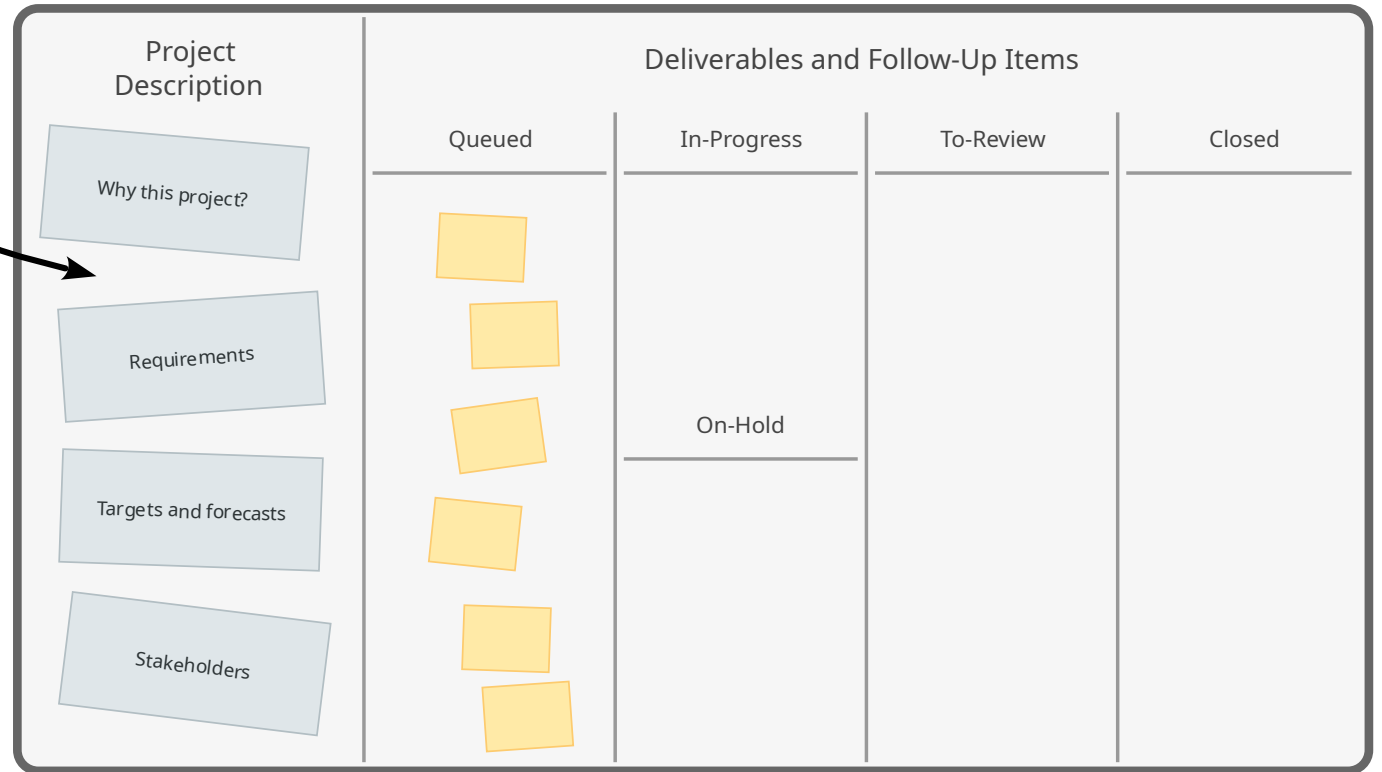 Project
Description
Why this project?
Requirements
Targets and forecasts
Stakeholders
Deliverables and Follow-Up Items
Queued
In-Progress
On-Hold
To-Review
Closed